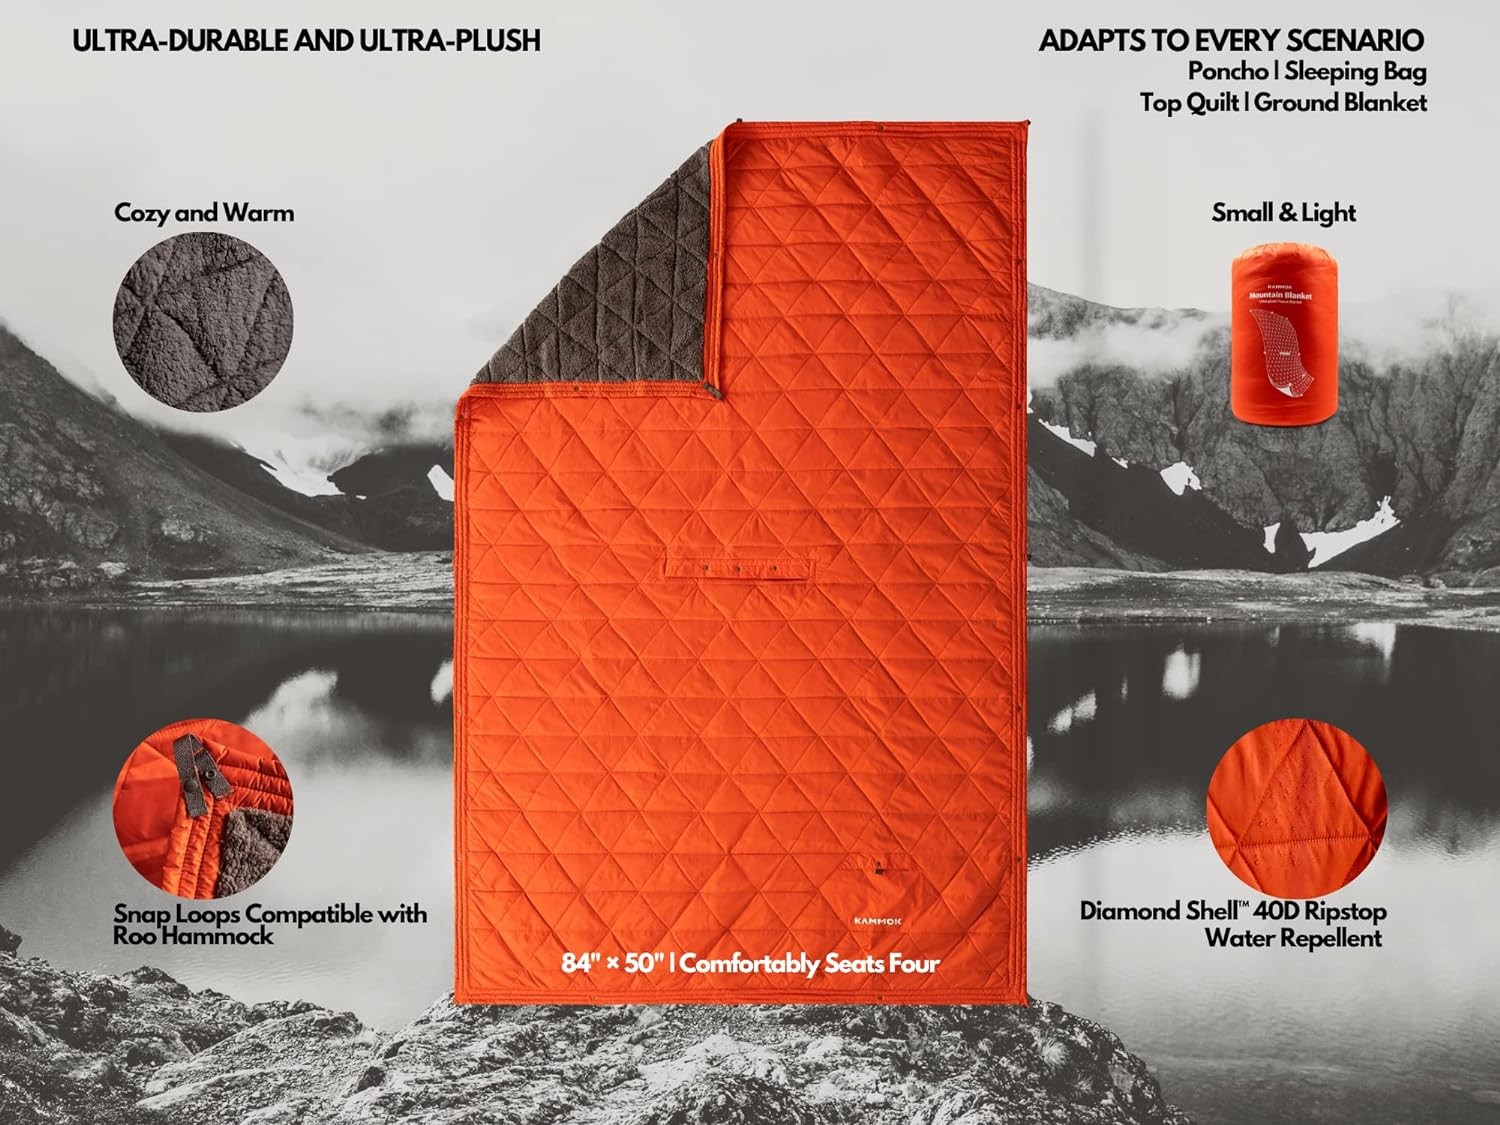 ULTRA-DURABLE AND ULTRA-PLUSH
ADAPTS TO EVERY SCENARIO
Poncho | Sleeping Bag
Top Quilt | Ground Blanket
Cozy and Warm
Small & Light
KAMMOK
Mountain Blanket
Snap Loops Compatible with
Roo Hammock
Diamond Shell™ 40D Ripstop
Water Repellent
KAMMOK
84" × 50" | Comfortably Seats Four